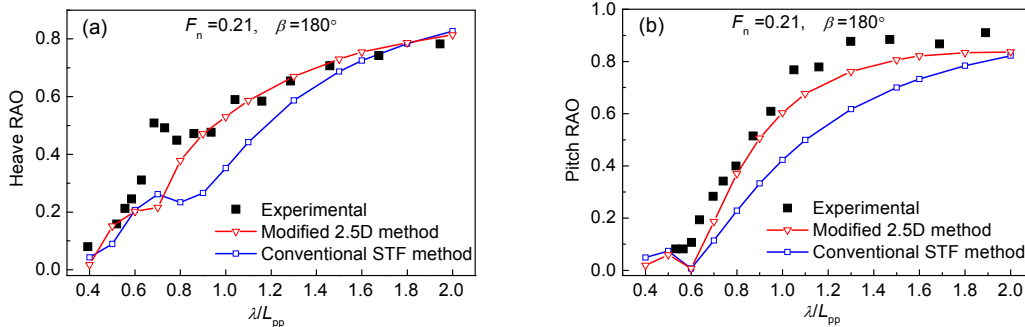 (a) Fn=0.21, β=180°
Heave RAO
0.8
0.6
0.4
0.2
0.0
Experimental
Modified 2.5D method
Conventional STF method
0.4 0.6 0.8 1.0 1.2 1.4 1.6 1.8 2.0
λ/Lpp
(b) Fn=0.21, β=180°
Pitch RAO
1.0
0.8
0.6
0.4
0.2
0.0
Experimental
Modified 2.5D method
Conventional STF method
0.4 0.6 0.8 1.0 1.2 1.4 1.6 1.8 2.0
λ/Lpp